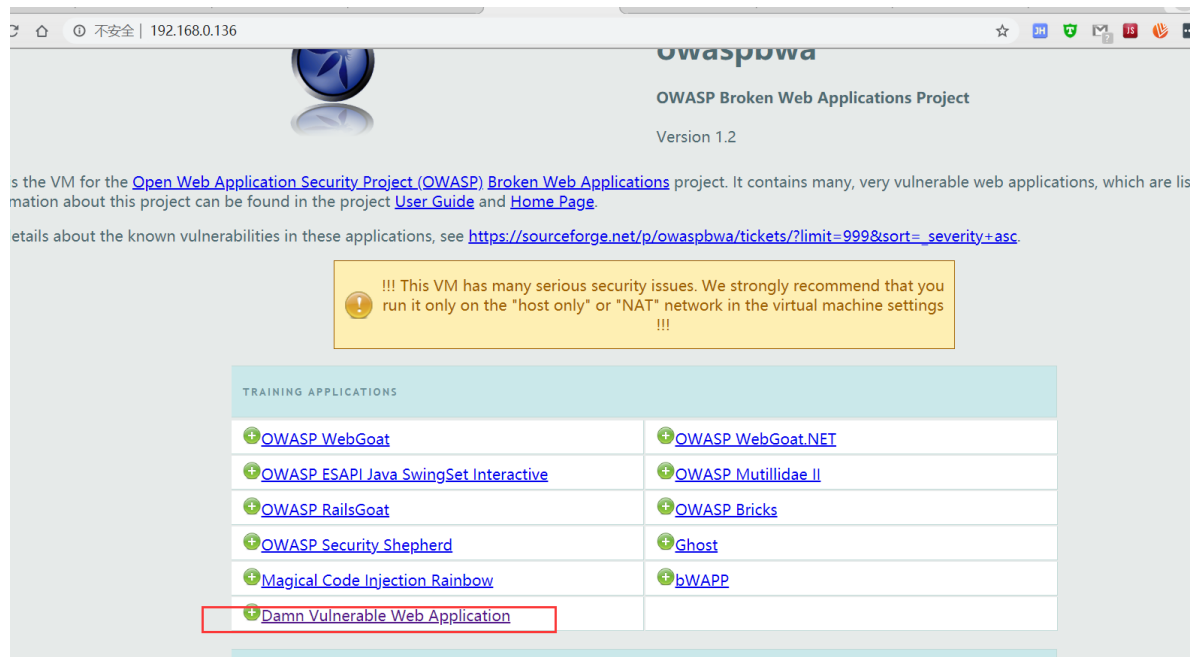 不安全 | 192.168.0.136
owaspbwa
OWASP Broken Web Applications Project
Version 1.2
s the VM for the Open Web Application Security Project (OWASP) Broken Web Applications project. It contains many, very vulnerable web applications, which are lis
mation about this project can be found in the project User Guide and Home Page.
etails about the known vulnerabilities in these applications, see https://sourceforge.net/p/owaspbwa/tickets/?limit=999&sort=_severity+asc.
!!! This VM has many serious security issues. We strongly recommend that you
run it only on the "host only" or "NAT" network in the virtual machine settings
!!!
TRAINING APPLICATIONS
OWASP WebGoat
OWASP WebGoat.NET
OWASP ESAPI Java SwingSet Interactive
OWASP Mutillidae II
OWASP RailsGoat
OWASP Bricks
OWASP Security Shepherd
Ghost
Magical Code Injection Rainbow
bWAPP
Damn Vulnerable Web Application